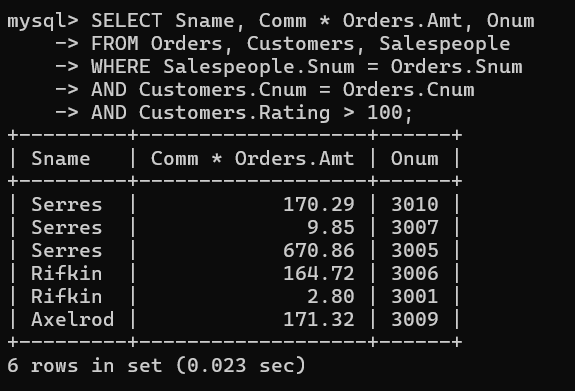 mysql> SELECT Sname, Comm * Orders.Amt, Onum
    -> FROM Orders, Customers, Salespeople
    -> WHERE Salespeople.Snum = Orders.Snum
    -> AND Customers.Cnum = Orders.Cnum
    -> AND Customers.Rating > 100;
+---------+-------------------+------+
| Sname   | Comm * Orders.Amt | Onum |
+---------+-------------------+------+
| Serres  |            170.29 | 3010 |
| Serres  |              9.85 | 3007 |
| Serres  |            670.86 | 3005 |
| Rifkin  |            164.72 | 3006 |
| Rifkin  |              2.80 | 3001 |
| Axelrod |            171.32 | 3009 |
+---------+-------------------+------+
6 rows in set (0.023 sec)